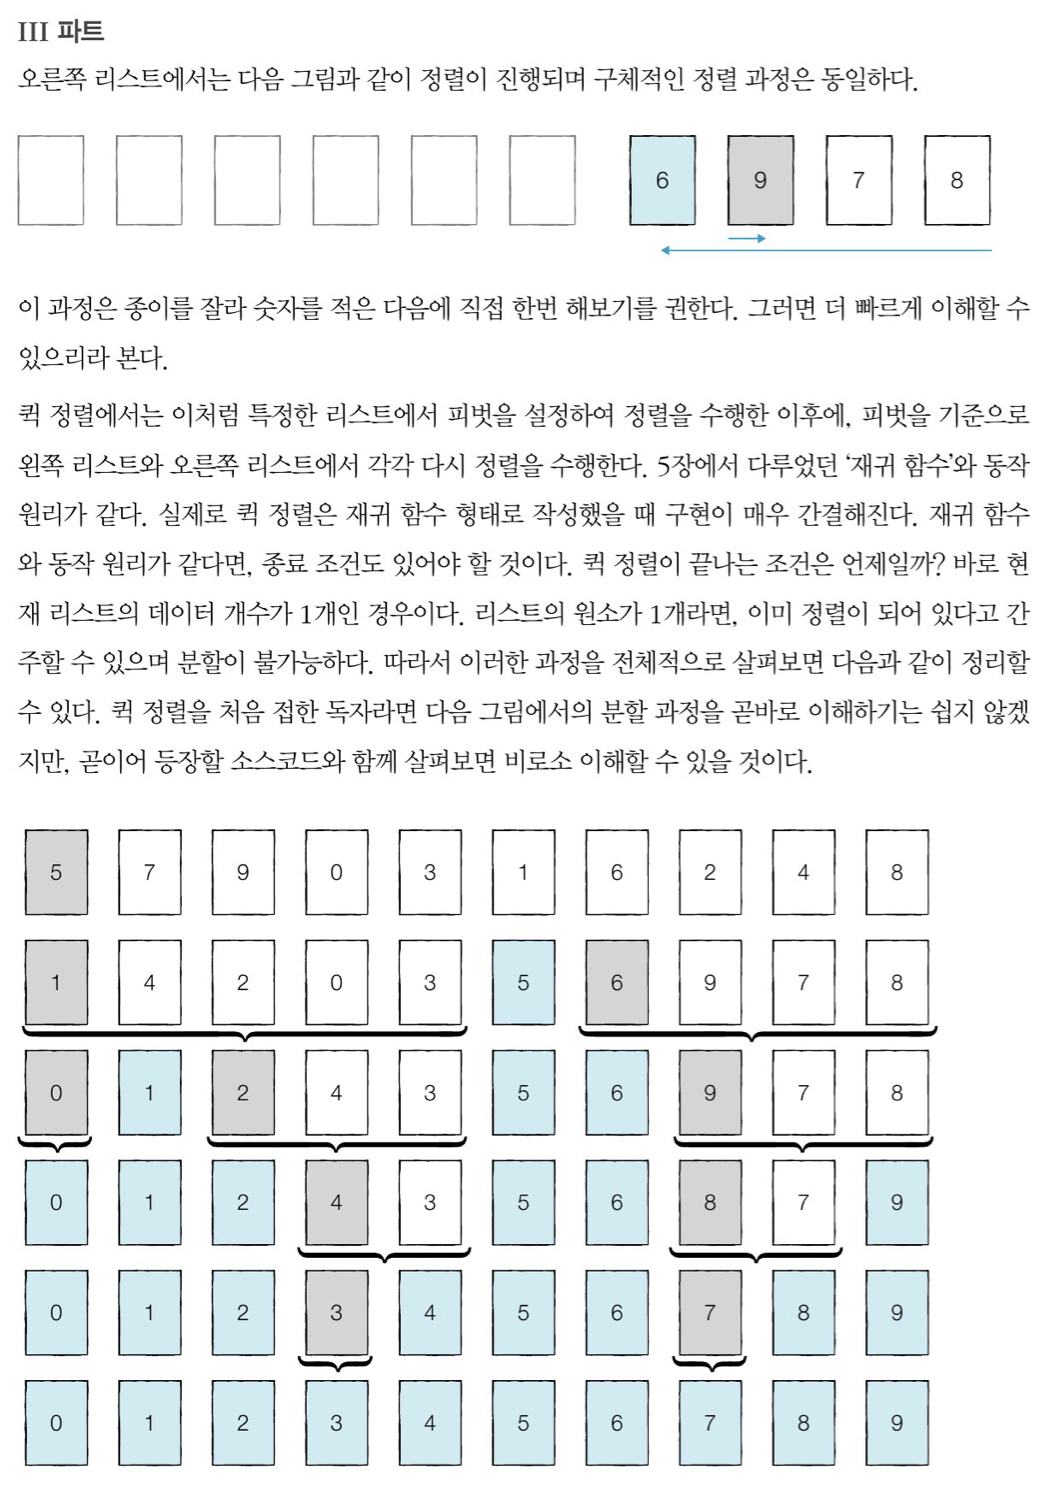 III 파트
오른쪽 리스트에서는 다음 그림과 같이 정렬이 진행되며 구체적인 정렬 과정은 동일하다.
6 9 7 8
이 과정은 종이를 잘라 숫자를 적은 다음에 직접 한번 해보기를 권한다. 그러면 더 빠르게 이해할 수
있으리라 본다.
퀵 정렬에서는 이처럼 특정한 리스트에서 피벗을 설정하여 정렬을 수행한 이후에, 피벗을 기준으로
왼쪽 리스트와 오른쪽 리스트에서 각각 다시 정렬을 수행한다. 5장에서 다루었던 ‘재귀 함수’와 동작
원리가 같다. 실제로 퀵 정렬은 재귀 함수 형태로 작성했을 때 구현이 매우 간결해진다. 재귀 함수
와 동작 원리가 같다면, 종료 조건도 있어야 할 것이다. 퀵 정렬이 끝나는 조건은 언제일까? 바로 현
재 리스트의 데이터 개수가 1개인 경우이다. 리스트의 원소가 1개라면, 이미 정렬이 되어 있다고 간
주할 수 있으며 분할이 불가능하다. 따라서 이러한 과정을 전체적으로 살펴보면 다음과 같이 정리할
수 있다. 퀵 정렬을 처음 접한 독자라면 다음 그림에서의 분할 과정을 곧바로 이해하기는 쉽지 않겠
지만, 곧이어 등장할 소스코드와 함께 살펴보면 비로소 이해할 수 있을 것이다.
5 7 9 0 3 1 6 2 4 8
1 4 2 0 3 5 6 9 7 8
0 1 2 4 3 5 6 9 7 8
0 1 2 4 3 5 6 8 7 9
0 1 2 3 4 5 6 7 8 9
0 1 2 3 4 5 6 7 8 9